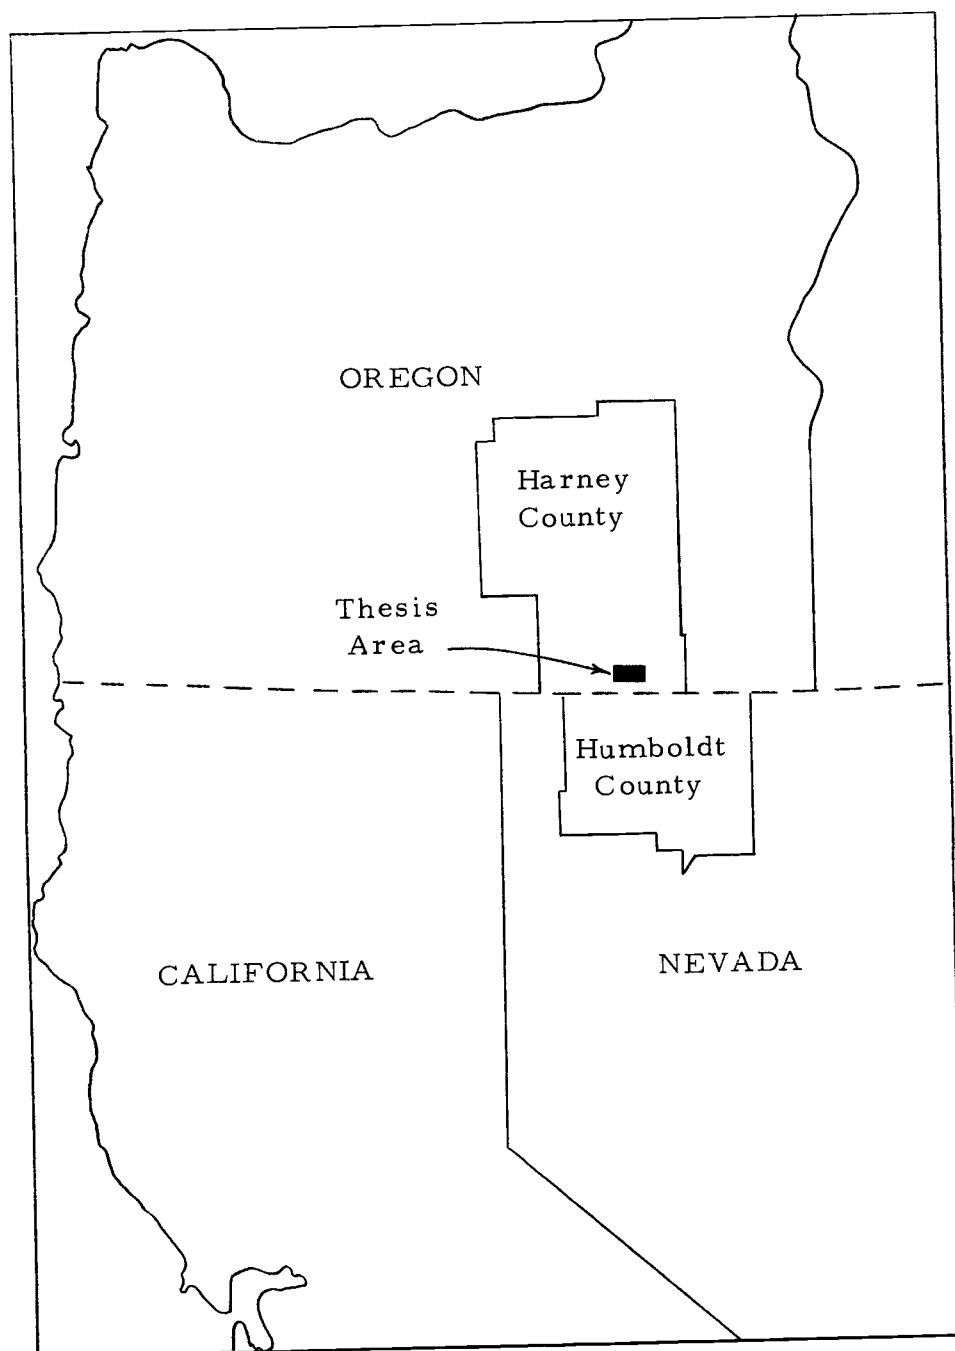 OREGON
Harney
County
Thesis
Area
Humboldt
County
CALIFORNIA
NEVADA